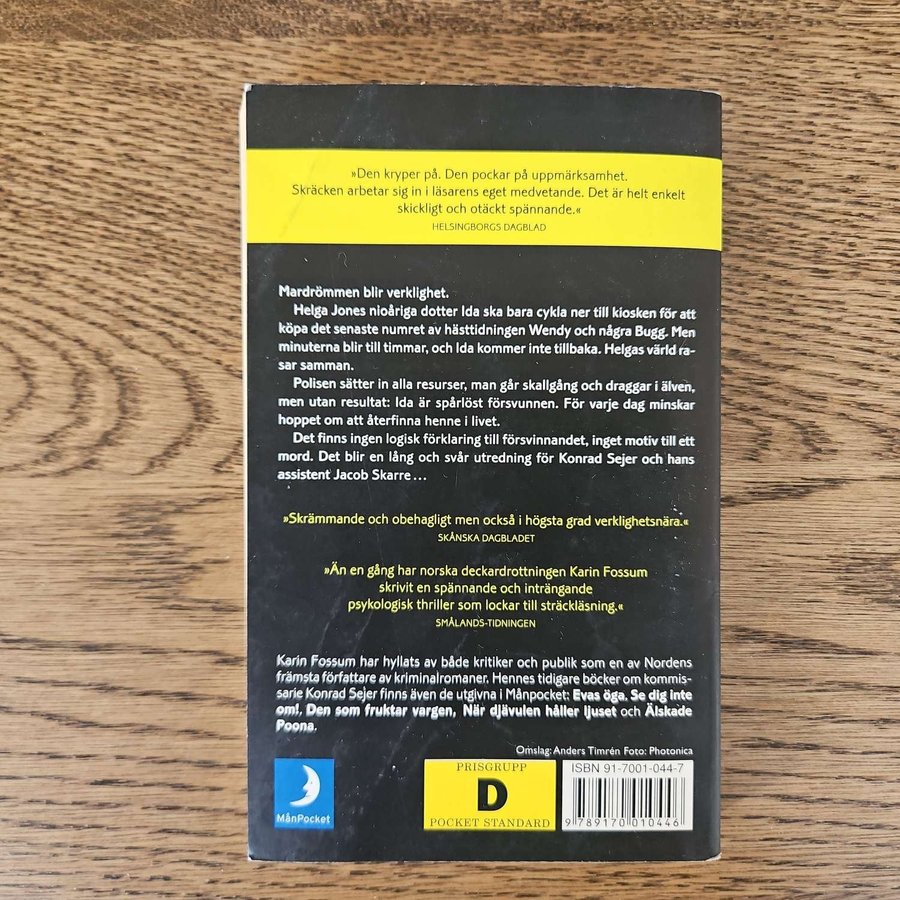 »Den kryper på. Den pockar på uppmärksamhet.
Skräcken arbetar sig in i läsarens eget medvetande. Det är helt enkelt
skickligt och otäckt spännande.«
HELSINGBORGS DAGBLAD
Mardrömmen blir verklighet.
Helga Jones nioåriga dotter Ida ska bara cykla ner till kiosken för att
köpa det senaste numret av hästtidningen Wendy och några Bugg. Men
minuterna blir till timmar, och Ida kommer inte tillbaka. Helgas värld ra-
sar samman.
Polisen sätter in alla resurser, man går skallgång och draggar i älven,
men utan resultat: Ida är spårlöst försvunnen. För varje dag minskar
hoppet om att återfinna henne i livet.
Det finns ingen logisk förklaring till försvinnandet, inget motiv till ett
mord. Det blir en lång och svår utredning för Konrad Sejer och hans
assistent Jacob Skarre ...
»Skrämmande och obehagligt men också i högsta grad verklighetsnära.«
SKÅNSKA DAGBLADET
»Än en gång har norska deckardrottningen Karin Fossum
skrivit en spännande och inträngande
psykologisk thriller som lockar till sträckläsning.«
SMÅLANDS-TIDNINGEN
Karin Fossum har hyllats av både kritiker och publik som en av Nordens
främsta författare av kriminalromaner. Hennes tidigare böcker om kommis-
sarie Konrad Sejer finns även de utgivna i Månpocket: Evas öga, Se dig inte
om!, Den som fruktar vargen, När djävulen håller ljuset och Älskade
Poona.
Omslag: Anders Timrén Foto: Photonica
MånPocket
PRISGRUPP
D
POCKET STANDARD
ISBN 91-7001-044-7
9 789170 010446